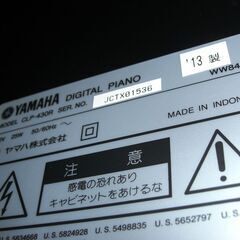 YAMAHA DIGITAL PIANO
'13 製
MODEL CLP-430R SER. NO. JCTX01536
WW84
25W 50/60Hz
MADE IN INDON
ヤマハ株式会社
注意
感電の恐れあり
キャビネットをあけるな
U.S. 5824928 U.S. 5498835 U.S. 5652797